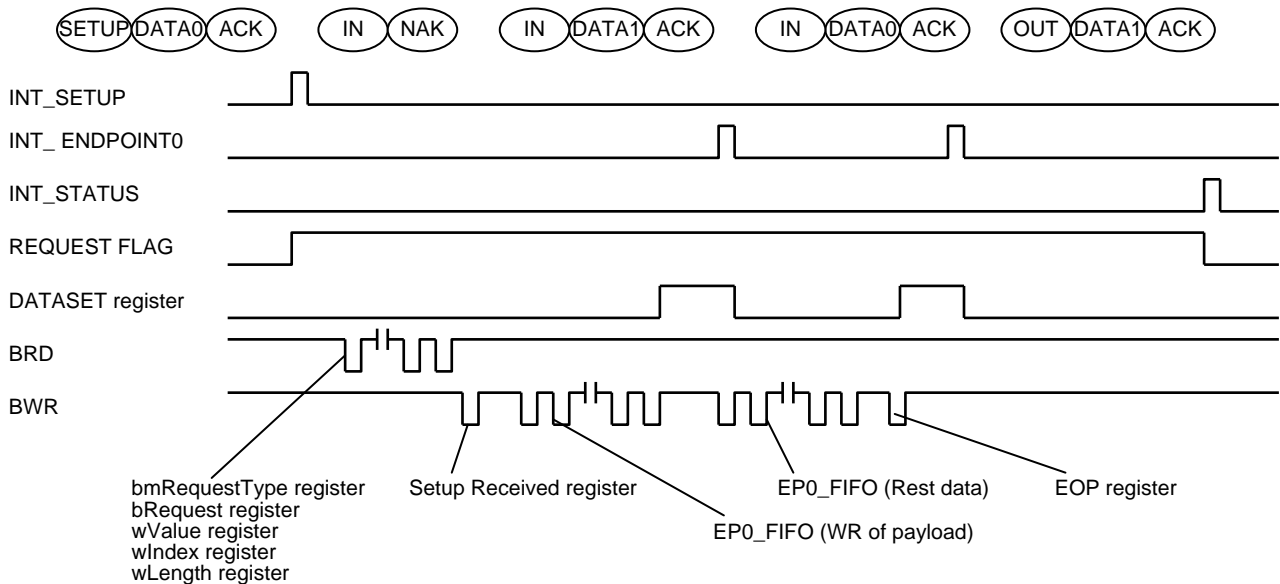 SETUP DATA0 ACK IN NAK IN DATA1 ACK IN DATA0 ACK OUT DATA1 ACK
INT_SETUP
INT_ ENDPOINT0
INT_STATUS
REQUEST FLAG
DATASET register
BRD
BWR
bmRequestType register
bRequest register
wValue register
wIndex register
wLength register
Setup Received register
EP0_FIFO (WR of payload)
EP0_FIFO (Rest data)
EOP register